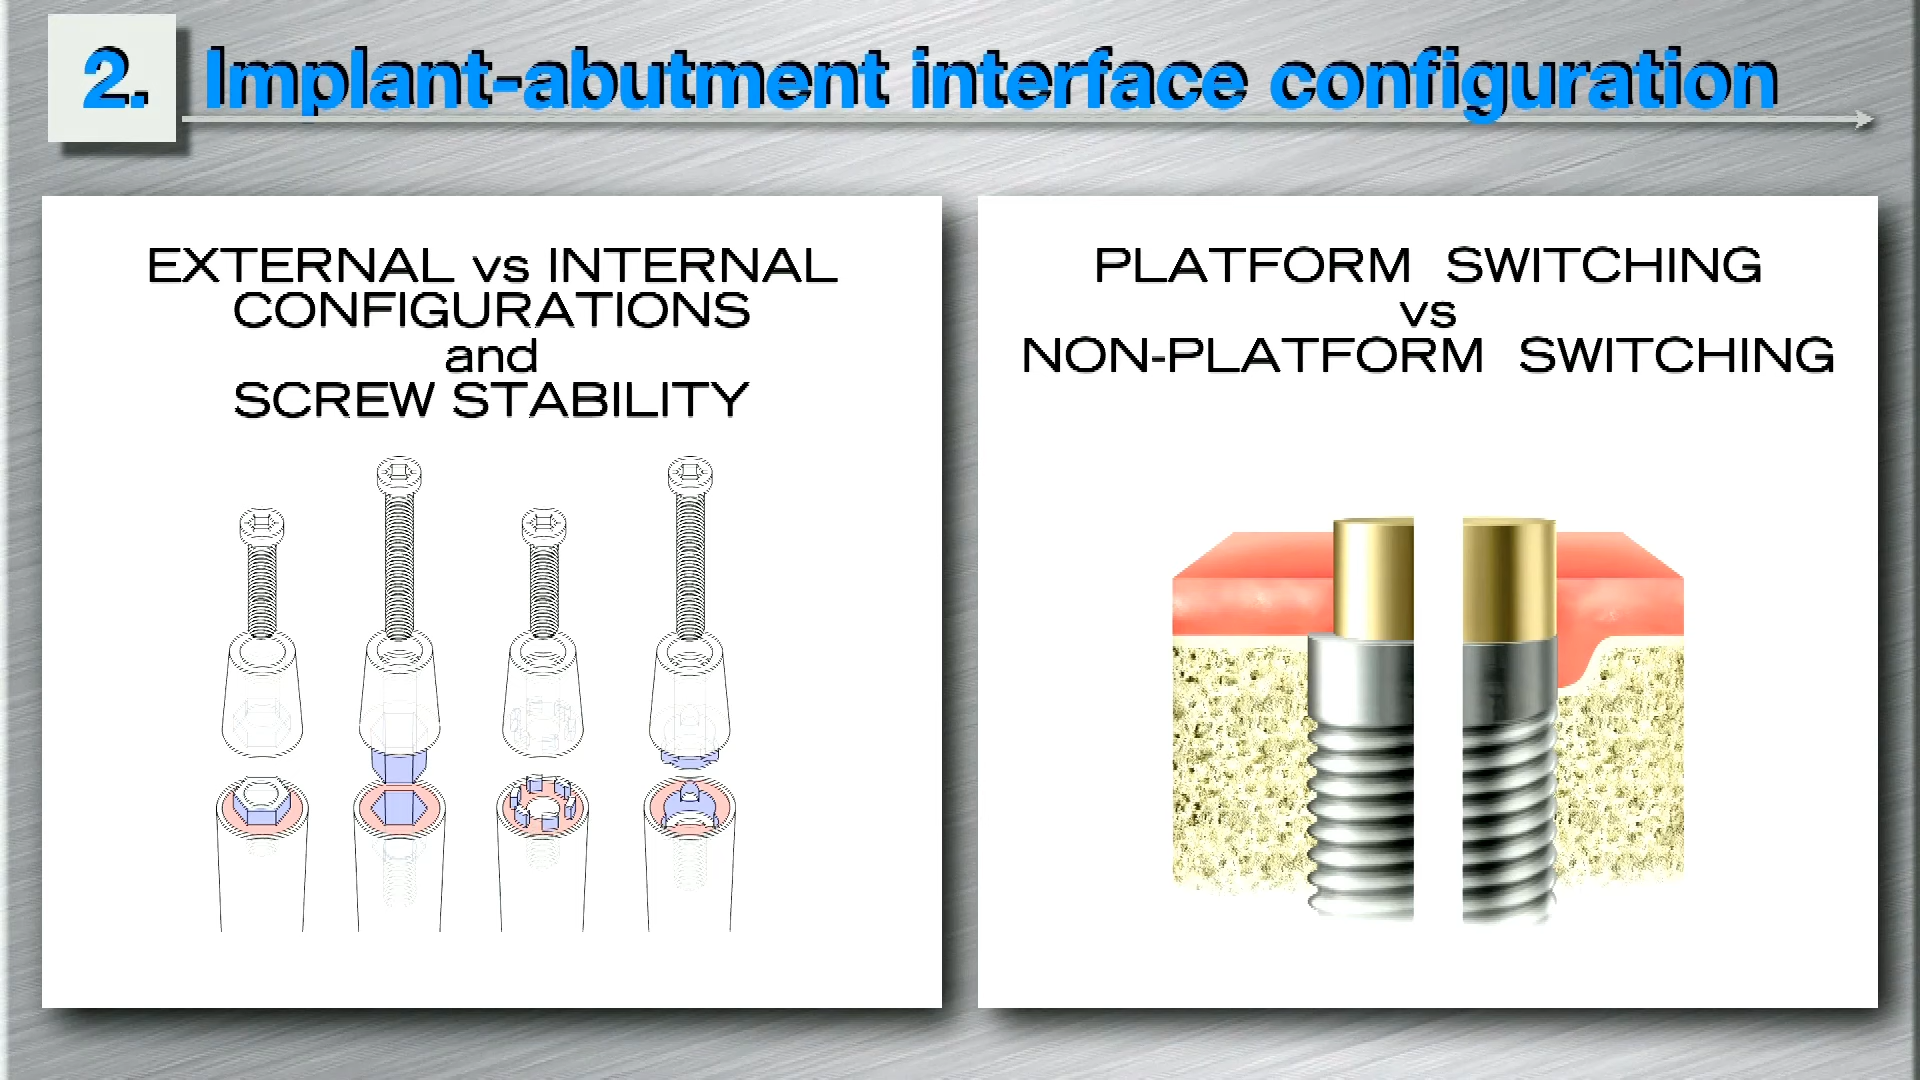 2. Implant-abutment interface configuration
EXTERNAL vs INTERNAL
CONFIGURATIONS
and
SCREW STABILITY
PLATFORM SWITCHING
vs
NON-PLATFORM SWITCHING